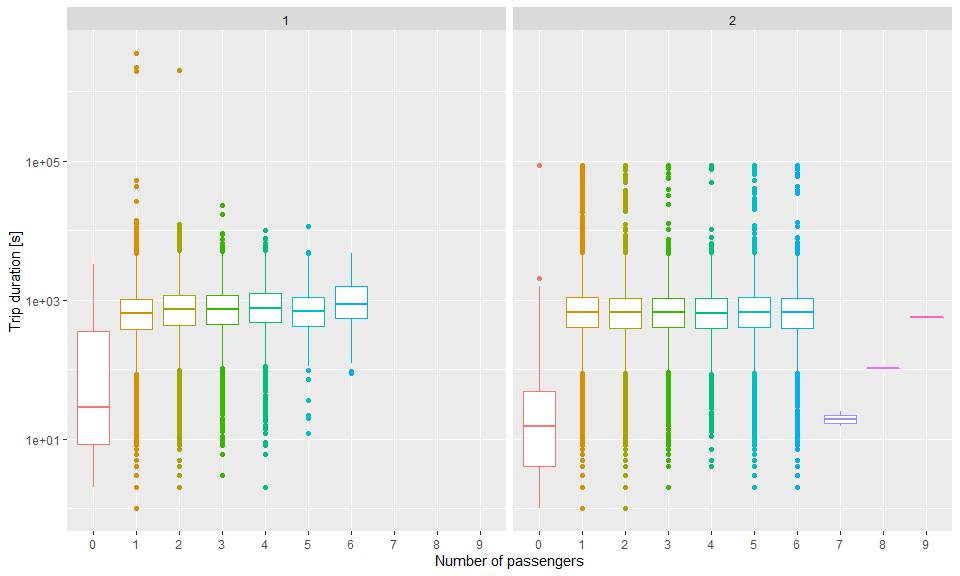 1 2
Trip duration [s]
1e+05
1e+03
1e+01
0 1 2 3 4 5 6 7 8 9 0 1 2 3 4 5 6 7 8 9
Number of passengers